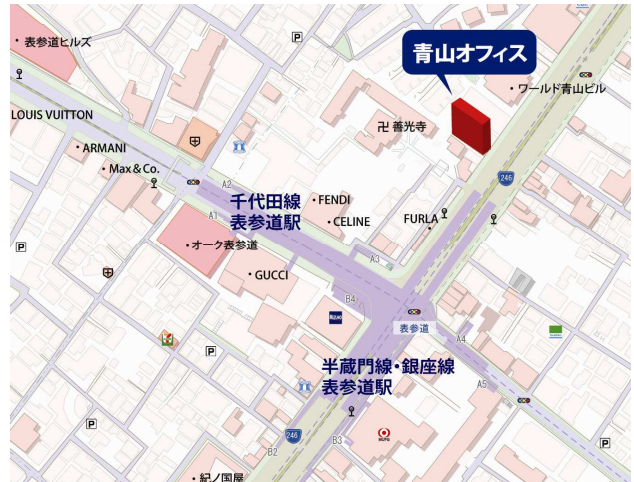 表参道ヒルズ
P
青山オフィス
ワールド青山ビル
LOUIS VUITTON
卍 善光寺
ARMANI
Max & Co.
246
A2
千代田線
表参道駅
A1
FENDI
CELINE
FURLA
オーク表参道
P
A3
GUCCI
B4
MIZUHO
表参道
A4
P
半蔵門線・銀座線
表参道駅
A5
P
246
B3
MUFG
P
B2
紀ノ国屋